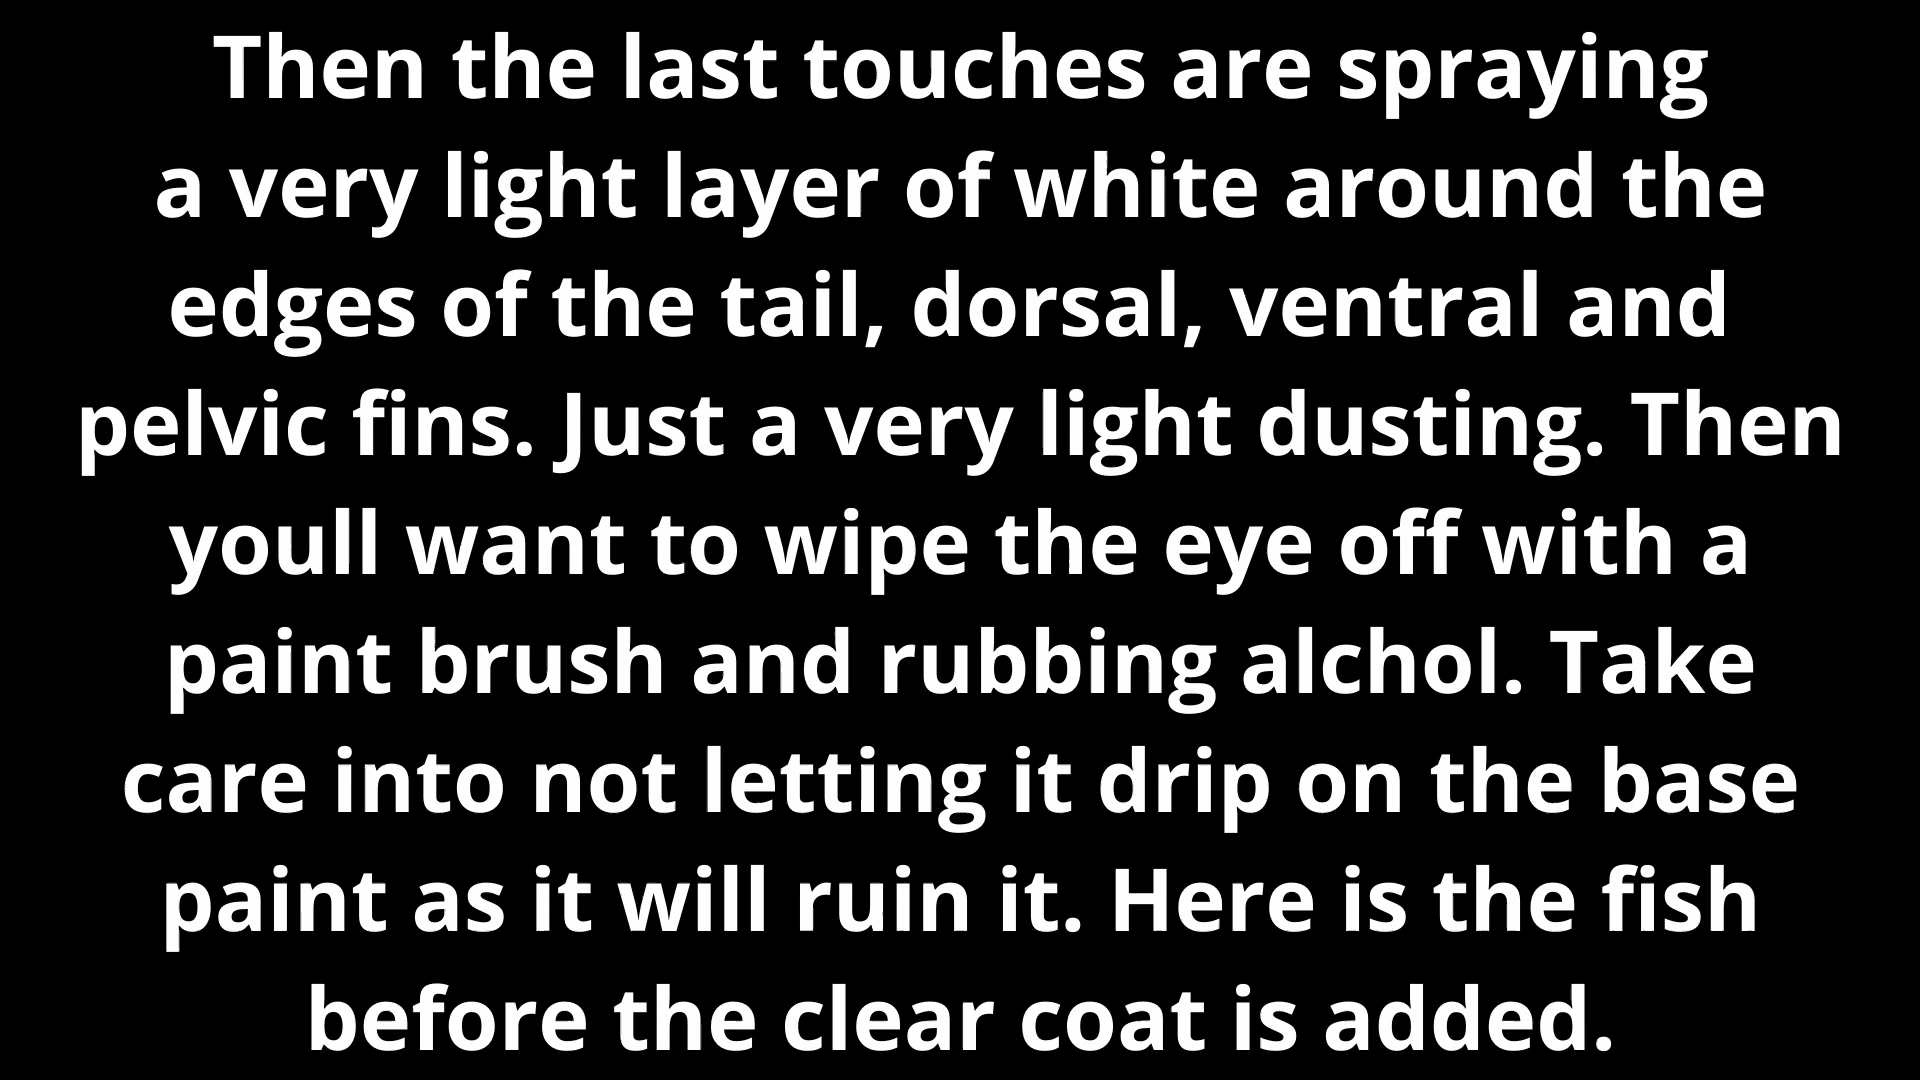 Then the last touches are spraying
a very light layer of white around the
edges of the tail, dorsal, ventral and
pelvic fins. Just a very light dusting. Then
youll want to wipe the eye off with a
paint brush and rubbing alchol. Take
care into not letting it drip on the base
paint as it will ruin it. Here is the fish
before the clear coat is added.